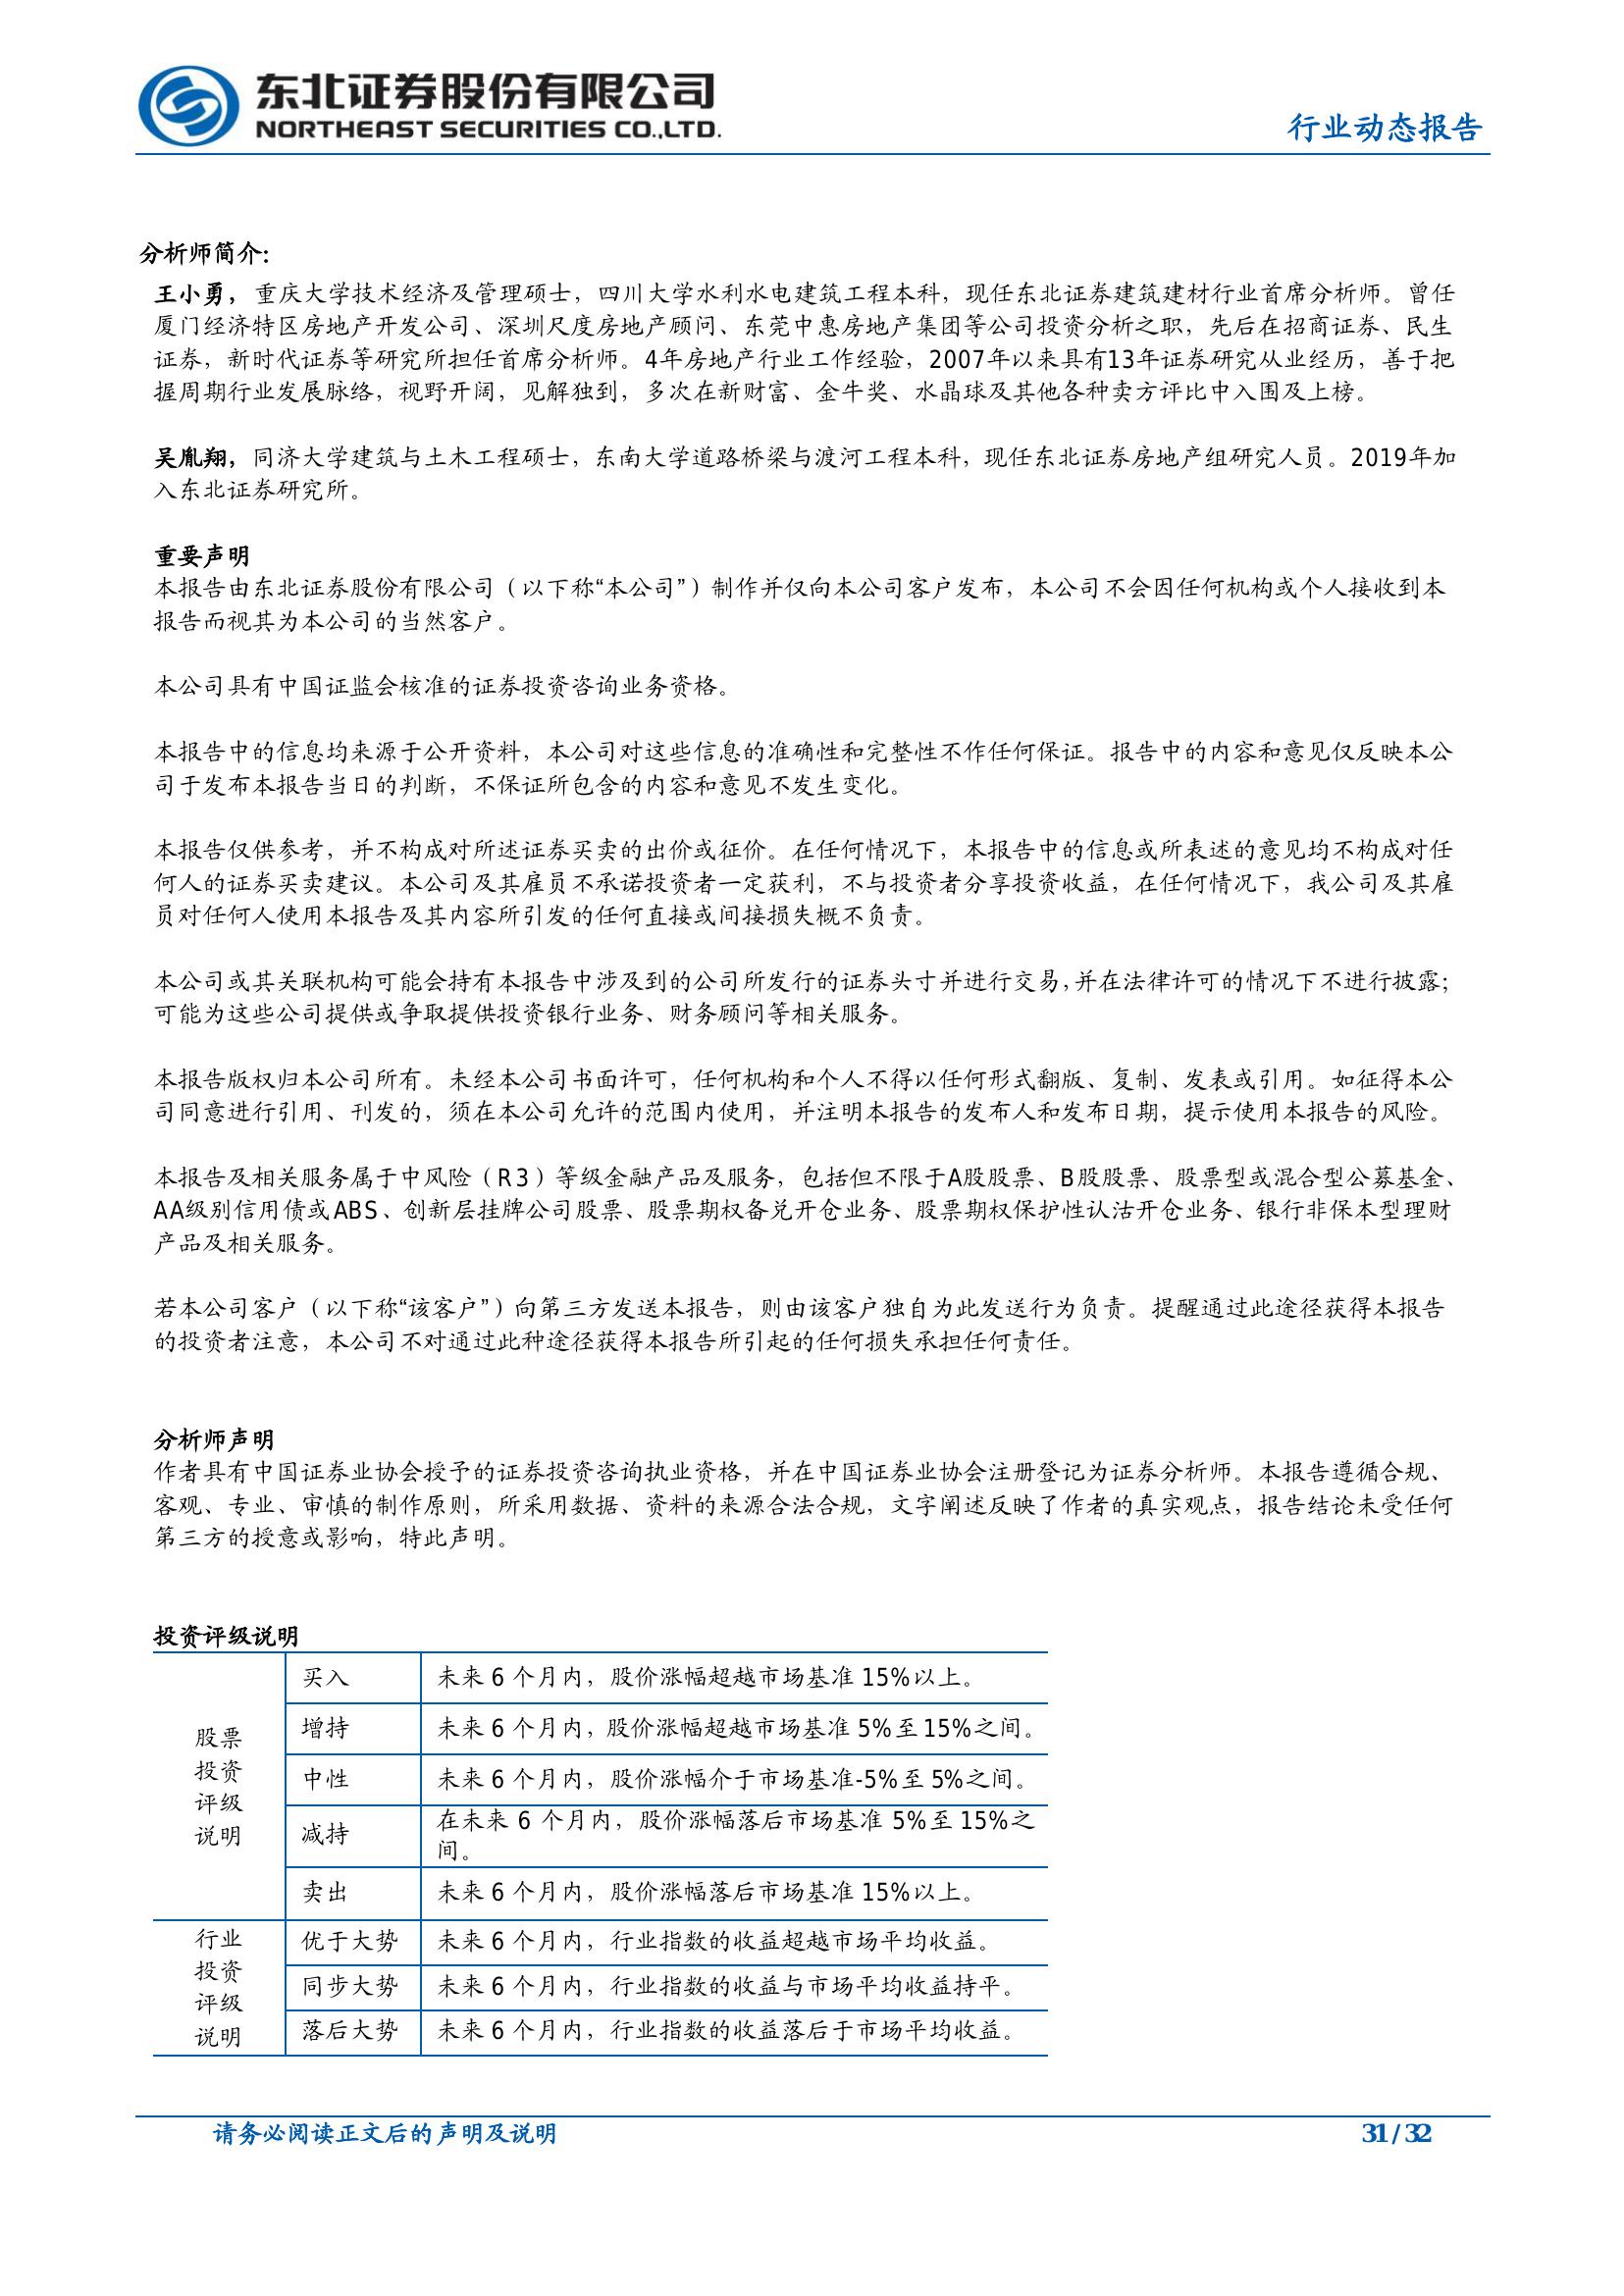 东北证券股份有限公司
NORTHEAST SECURITIES CO.,LTD.
行业动态报告
分析师简介:
王小勇，重庆大学技术经济及管理硕士，四川大学水利水电建筑工程本科，现任东北证券建筑建材行业首席分析师。曾任
厦门经济特区房地产开发公司、深圳尺度房地产顾问、东莞中惠房地产集团等公司投资分析之职，先后在招商证券、民生
证券，新时代证券等研究所担任首席分析师。4年房地产行业工作经验，2007年以来具有13年证券研究从业经历，善于把
握周期行业发展脉络，视野开阔，见解独到，多次在新财富、金牛奖、水晶球及其他各种卖方评比中入围及上榜。
吴胤翔，同济大学建筑与土木工程硕士，东南大学道路桥梁与渡河工程本科，现任东北证券房地产组研究人员。2019年加
入东北证券研究所。
重要声明
本报告由东北证券股份有限公司（以下称“本公司”）制作并仅向本公司客户发布，本公司不会因任何机构或个人接收到本
报告而视其为本公司的当然客户。
本公司具有中国证监会核准的证券投资咨询业务资格。
本报告中的信息均来源于公开资料，本公司对这些信息的准确性和完整性不作任何保证。报告中的内容和意见仅反映本公
司于发布本报告当日的判断，不保证所包含的内容和意见不发生变化。
本报告仅供参考，并不构成对所述证券买卖的出价或征价。在任何情况下，本报告中的信息或所表述的意见均不构成对任
何人的证券买卖建议。本公司及其雇员不承诺投资者一定获利，不与投资者分享投资收益，在任何情况下，我公司及其雇
员对任何人使用本报告及其内容所引发的任何直接或间接损失概不负责。
本公司或其关联机构可能会持有本报告中涉及到的公司所发行的证券头寸并进行交易，并在法律许可的情况下不进行披露；
可能为这些公司提供或争取提供投资银行业务、财务顾问等相关服务。
本报告版权归本公司所有。未经本公司书面许可，任何机构和个人不得以任何形式翻版、复制、发表或引用。如征得本公
司同意进行引用、刊发的，须在本公司允许的范围内使用，并注明本报告的发布人和发布日期，提示使用本报告的风险。
本报告及相关服务属于中风险（R3）等级金融产品及服务，包括但不限于A股股票、B股股票、股票型或混合型公募基金、
AA级别信用债或ABS、创新层挂牌公司股票、股票期权备兑开仓业务、股票期权保护性认沽开仓业务、银行非保本型理财
产品及相关服务。
若本公司客户（以下称“该客户”）向第三方发送本报告，则由该客户独自为此发送行为负责。提醒通过此途径获得本报告
的投资者注意，本公司不对通过此种途径获得本报告所引起的任何损失承担任何责任。
分析师声明
作者具有中国证券业协会授予的证券投资咨询执业资格，并在中国证券业协会注册登记为证券分析师。本报告遵循合规、
客观、专业、审慎的制作原则，所采用数据、资料的来源合法合规，文字阐述反映了作者的真实观点，报告结论未受任何
第三方的授意或影响，特此声明。
投资评级说明
股票
投资
评级
说明
买入 未来 6 个月内，股价涨幅超越市场基准 15%以上。
增持 未来 6 个月内，股价涨幅超越市场基准 5%至 15%之间。
中性 未来 6 个月内，股价涨幅介于市场基准-5%至 5%之间。
减持 在未来 6 个月内，股价涨幅落后市场基准 5%至 15%之
间。
卖出 未来 6 个月内，股价涨幅落后市场基准 15%以上。
行业
投资
评级
说明
优于大势 未来 6 个月内，行业指数的收益超越市场平均收益。
同步大势 未来 6 个月内，行业指数的收益与市场平均收益持平。
落后大势 未来 6 个月内，行业指数的收益落后于市场平均收益。
请务必阅读正文后的声明及说明
31 / 32